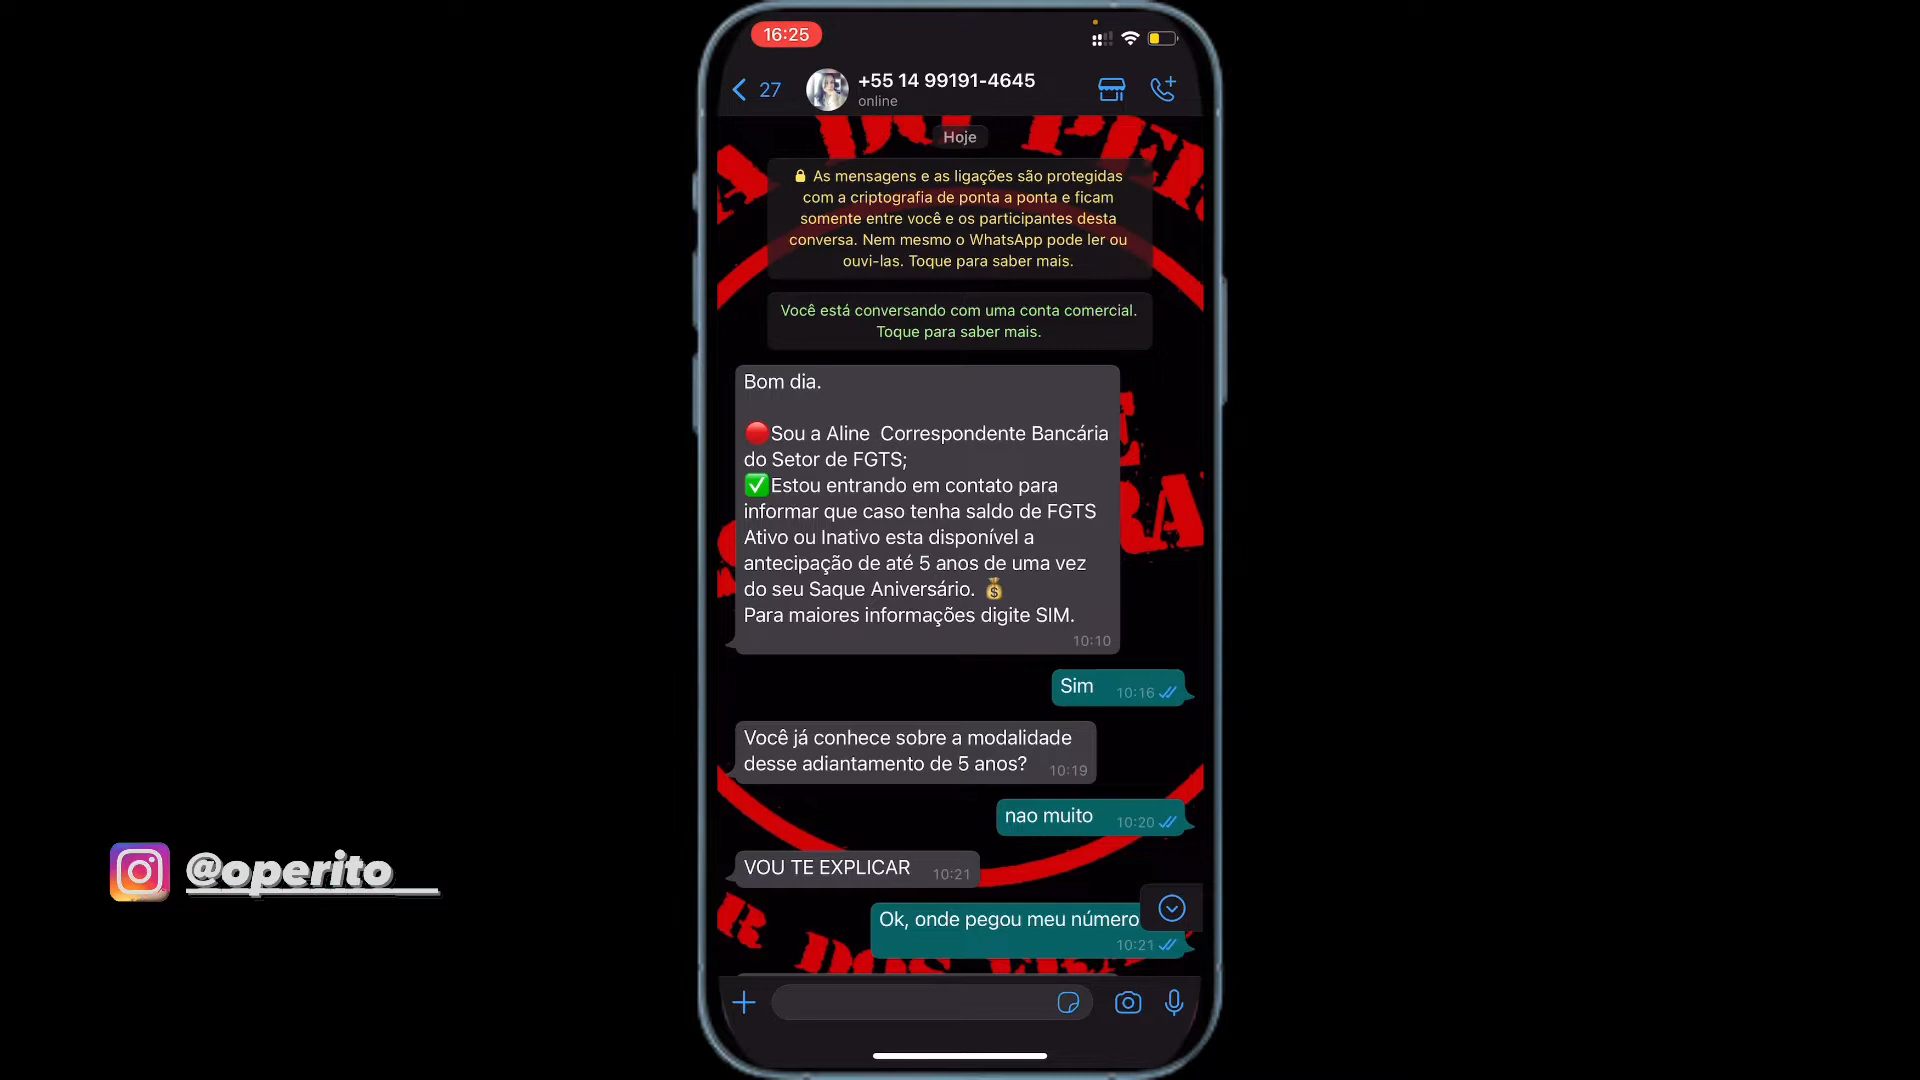 16:25
27
+55 14 99191-4645
online
Hoje
As mensagens e as ligações são protegidas
com a criptografia de ponta a ponta e ficam
somente entre você e os participantes desta
conversa. Nem mesmo o WhatsApp pode ler ou
ouvi-las. Toque para saber mais.
Você está conversando com uma conta comercial.
Toque para saber mais.
Bom dia.
🔴Sou a Aline  Correspondente Bancária
do Setor de FGTS;
✅Estou entrando em contato para
informar que caso tenha saldo de FGTS
Ativo ou Inativo esta disponível a
antecipação de até 5 anos de uma vez
do seu Saque Aniversário. 💰
Para maiores informações digite SIM.
10:10
Sim 10:16
Você já conhece sobre a modalidade
desse adiantamento de 5 anos? 10:19
nao muito 10:20
VOU TE EXPLICAR 10:21
Ok, onde pegou meu número
10:21
@operito__